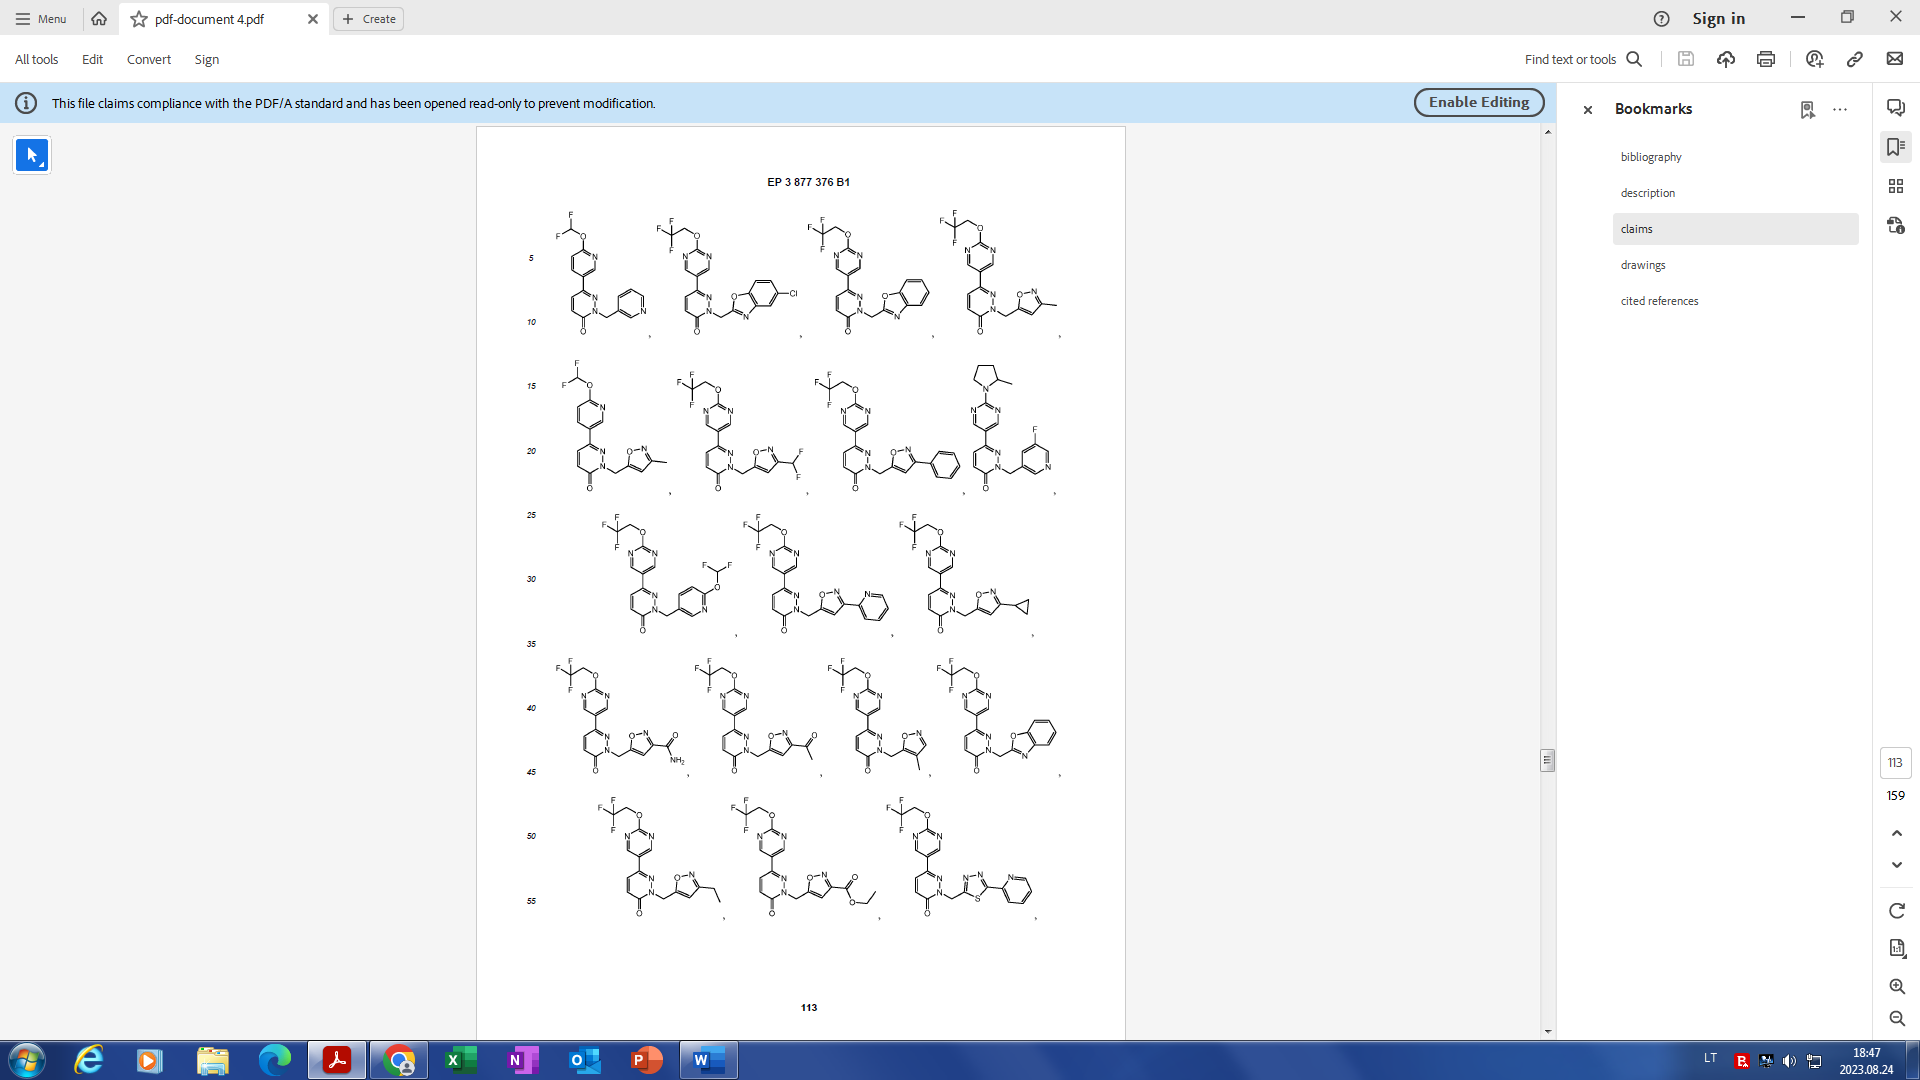 Menu
pdf-document 4.pdf
Create
Sign in
All tools
Edit
Convert
Sign
Find text or tools
This file claims compliance with the PDF/A standard and has been opened read-only to prevent modification.
Enable Editing
Bookmarks
bibliography
description
claims
drawings
cited references
EP 3 877 376 B1
5
10
15
20
25
30
35
40
45
50
55
113
113
159
LT
18:47
2023.08.24